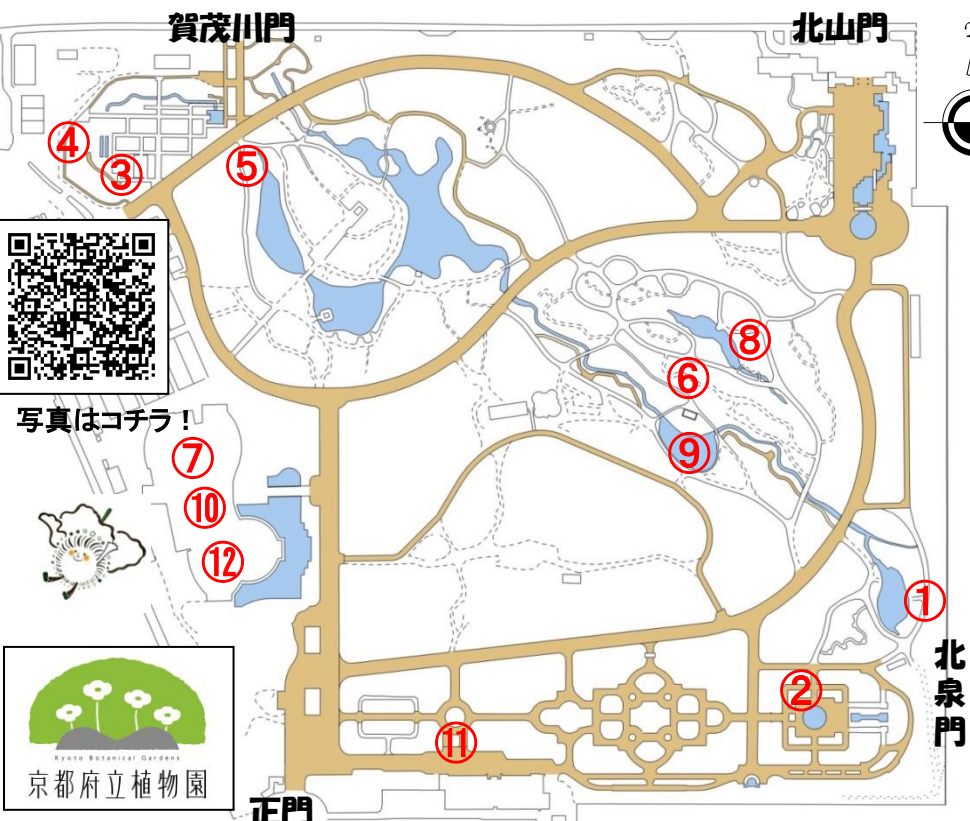 賀茂川門
北山門
④
③
⑤
写真はコチラ！
⑧
⑥
⑨
⑦
⑩
⑫
①
北泉門
②
⑪
Kyoto Botanical Gardens
京都府立植物園
正門